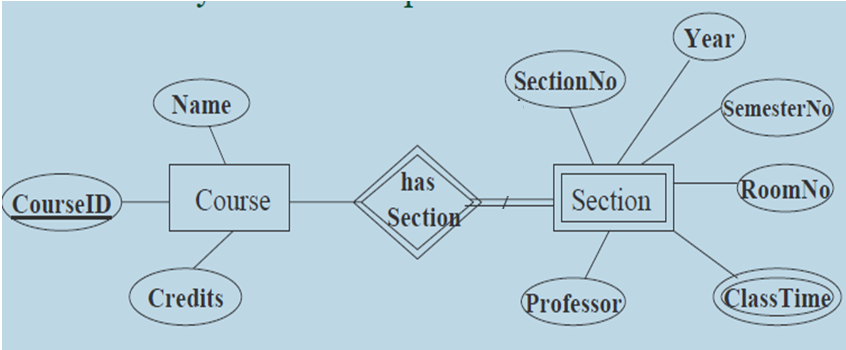 Year
SectionNo
Name
SemesterNo
has
Section
CourseID
Course
Section
RoomNo
Credits
Professor
ClassTime